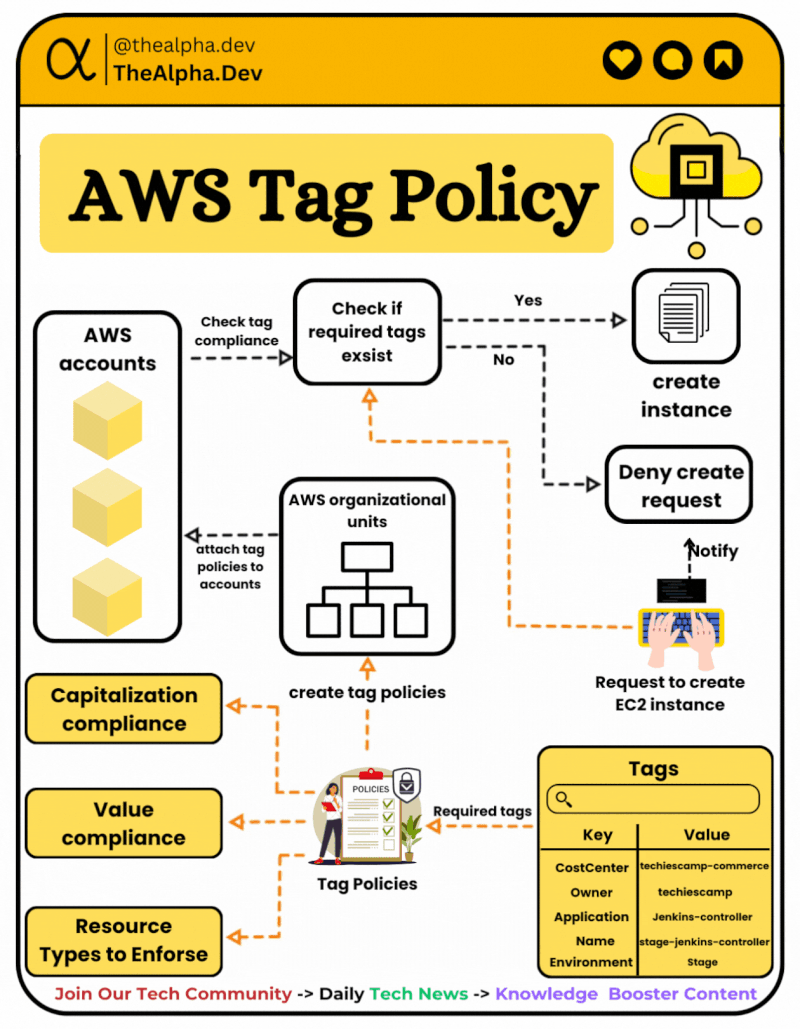 @thealpha.dev
TheAlpha.Dev
AWS Tag Policy
AWS
accounts
Check tag
compliance
Check if
required tags
exsist
Yes
No
create
instance
Deny create
request
Notify
AWS organizational
units
attach tag
policies to
accounts
Request to create
EC2 instance
create tag policies
Capitalization
compliance
Value
compliance
Resource
Types to Enforse
POLICIES
Tag Policies
Required tags
Tags
Key Value
CostCenter techiescamp-commerce
Owner techiescamp
Application Jenkins-controller
Name stage-jenkins-controller
Environment Stage
Join Our Tech Community -> Daily Tech News -> Knowledge Booster Content